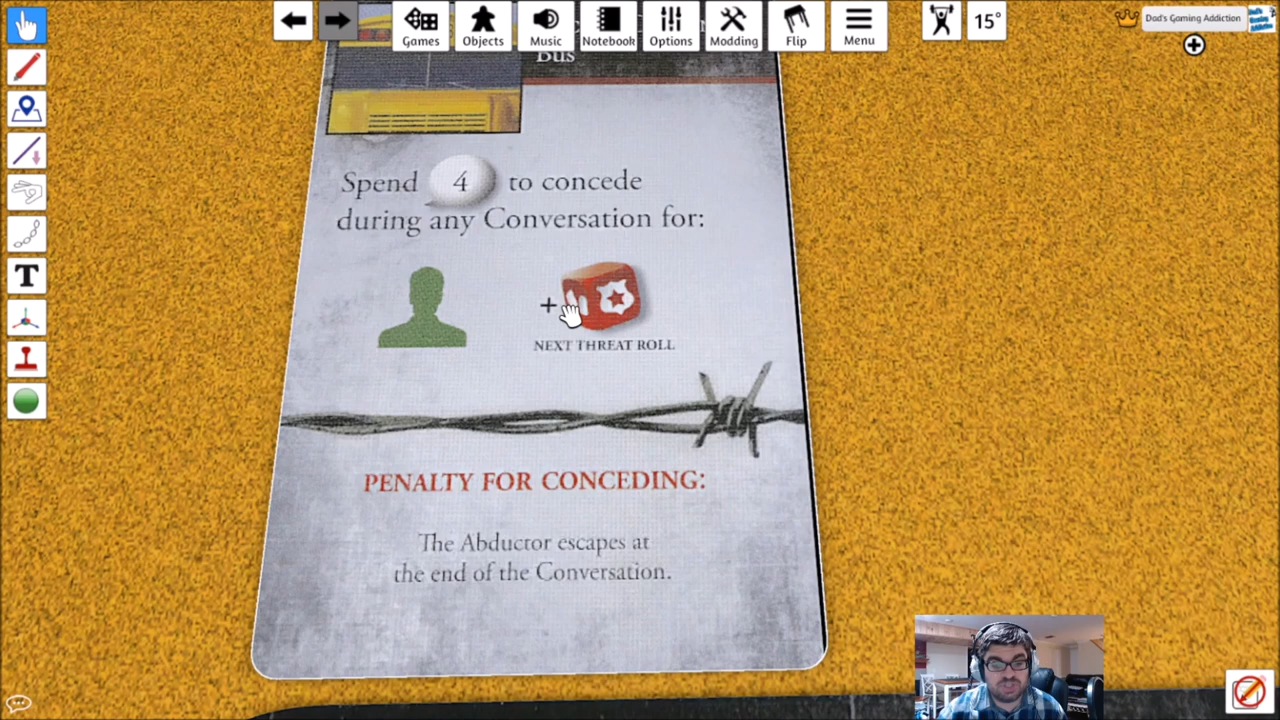 Games
Objects
Music
Notebook
Options
Modding
Flip
Menu
15°
Dad's Gaming Addiction
Bus
Spend 4 to concede
during any Conversation for:
+
NEXT THREAT ROLL
PENALTY FOR CONCEDING:
The Abductor escapes at
the end of the Conversation.
T